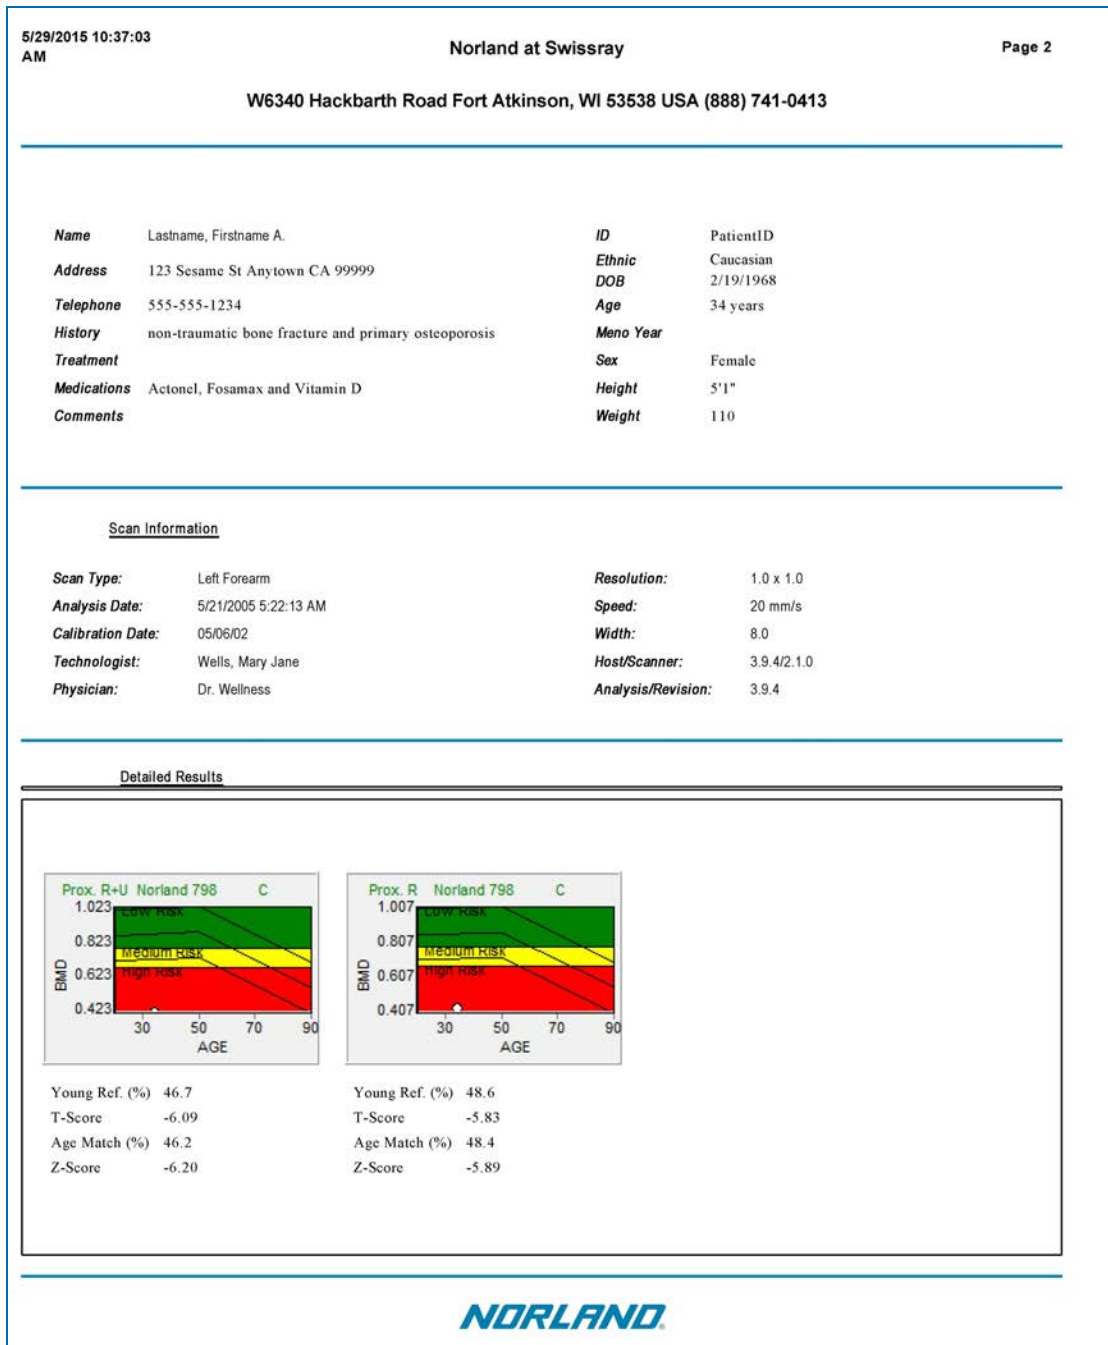 5/29/2015 10:37:03
AM
Norland at Swissray
Page 2
W6340 Hackbarth Road Fort Atkinson, WI 53538 USA (888) 741-0413
Name Lastname, Firstname A.
Address 123 Sesame St Anytown CA 99999
Telephone 555-555-1234
History non-traumatic bone fracture and primary osteoporosis
Treatment
Medications Actonel, Fosamax and Vitamin D
Comments
ID PatientID
Ethnic Caucasian
DOB 2/19/1968
Age 34 years
Meno Year
Sex Female
Height 5'1"
Weight 110
Scan Information
Scan Type: Left Forearm
Analysis Date: 5/21/2005 5:22:13 AM
Calibration Date: 05/06/02
Technologist: Wells, Mary Jane
Physician: Dr. Wellness
Resolution: 1.0 x 1.0
Speed: 20 mm/s
Width: 8.0
Host/Scanner: 3.9.4/2.1.0
Analysis/Revision: 3.9.4
Detailed Results
Prox. R+U Norland 798 C
1.023
Low Risk
0.823
Medium Risk
0.623
High Risk
0.423
BMD
30 50 70 90
AGE
Young Ref. (%) 46.7
T-Score -6.09
Age Match (%) 46.2
Z-Score -6.20
Prox. R Norland 798 C
1.007
Low Risk
0.807
Medium Risk
0.607
High Risk
0.407
BMD
30 50 70 90
AGE
Young Ref. (%) 48.6
T-Score -5.83
Age Match (%) 48.4
Z-Score -5.89
NORLAND®